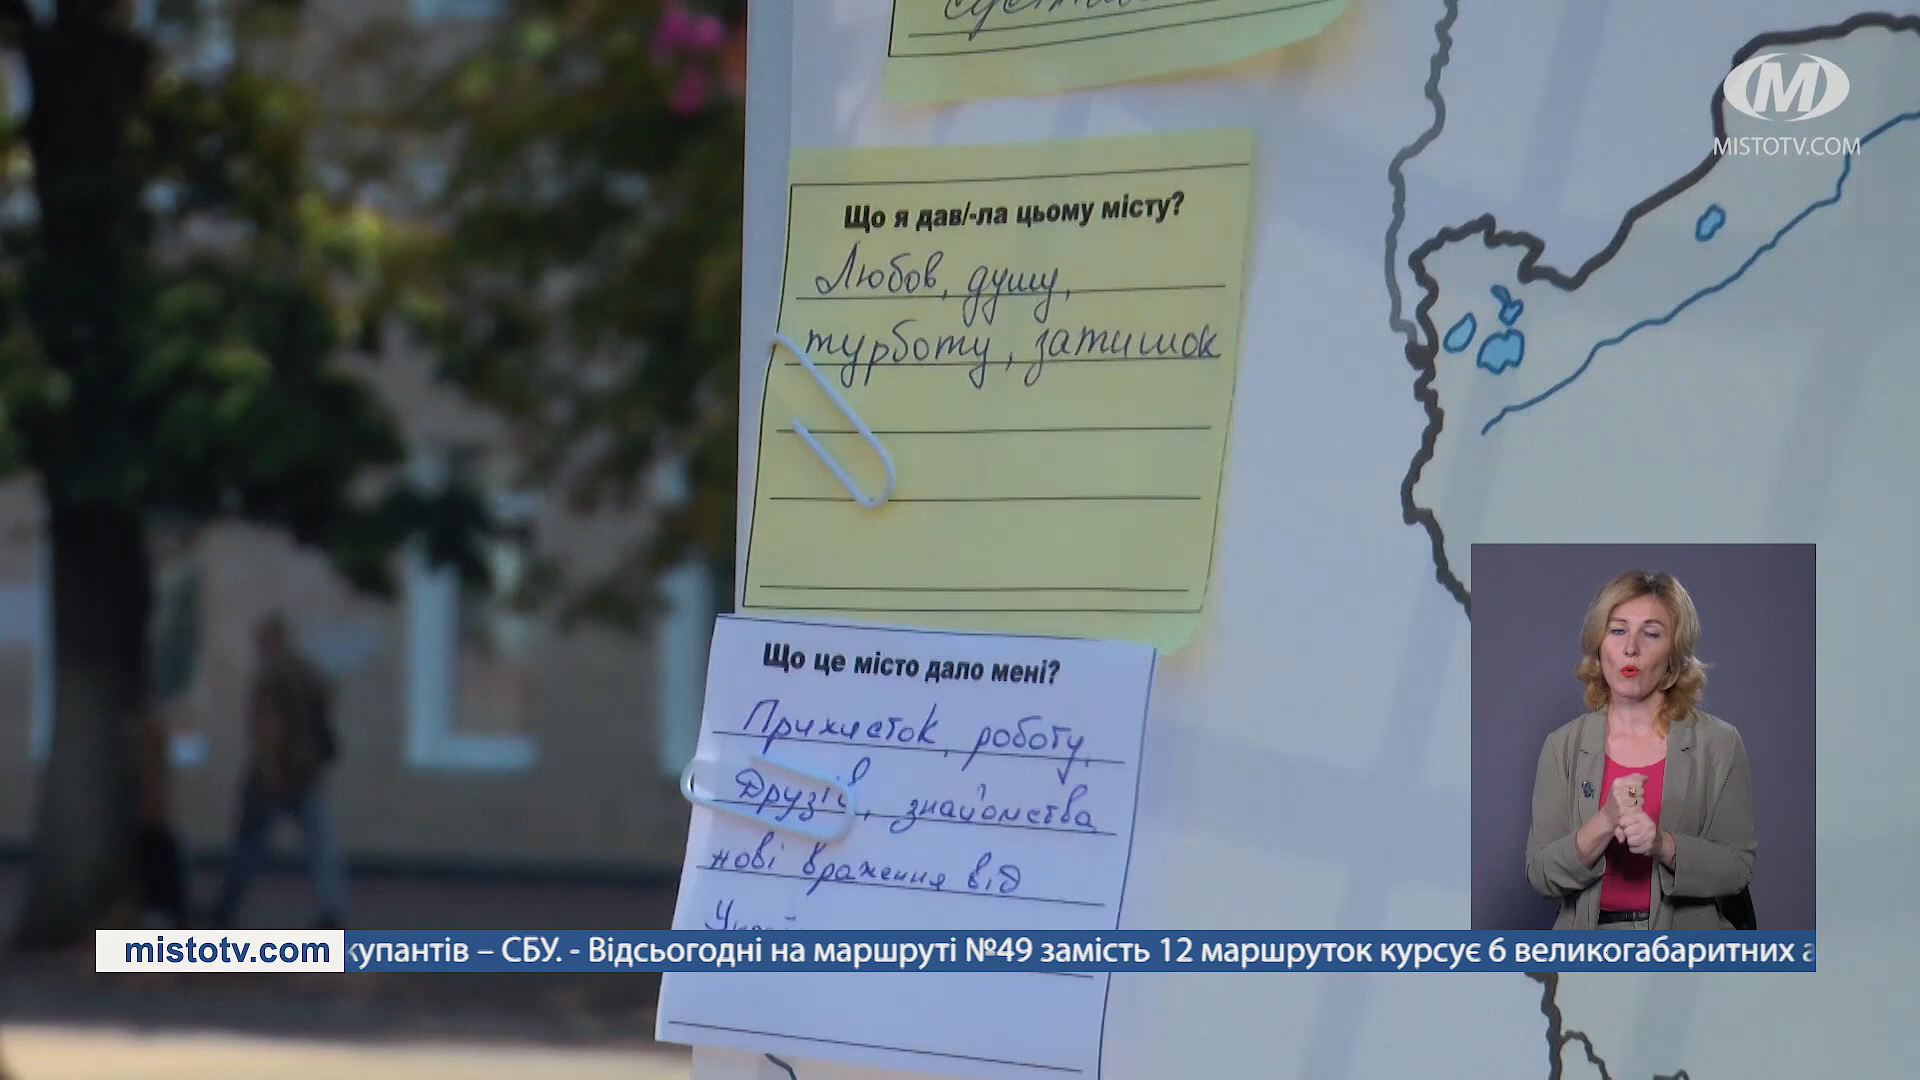 MISTOTV.COM
Що я дав/-ла цьому місту?
Любов, душу,
турботу, затишок
Що це місто дало мені?
Прихисток, роботу,
Друзів, знайомства
нові враження від
mistotv.com
купантів – СБУ. - Відсьогодні на маршруті №49 замість 12 маршруток курсує 6 великогабаритних а